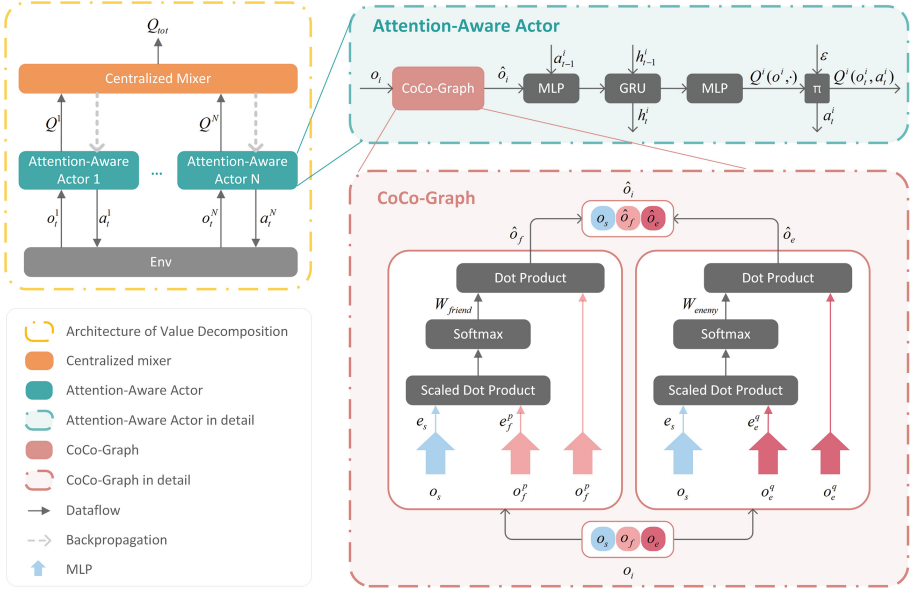 Q_tot
Centralized Mixer
Q^1
Q^N
Attention-Aware
Actor 1
...
Attention-Aware
Actor N
o_t^1
a_t^1
o_t^N
a_t^N
Env
Architecture of Value Decomposition
Centralized mixer
Attention-Aware Actor
Attention-Aware Actor in detail
CoCo-Graph
CoCo-Graph in detail
Dataflow
Backpropagation
MLP
Attention-Aware Actor
a_{t-1}^i
h_{t-1}^i
ε
o_i
CoCo-Graph
ô_i
MLP
GRU
MLP
Q^i(o^i,·)
π
Q^i(o_t^i, a_t^i)
h_t^i
a_t^i
CoCo-Graph
ô_i
o_s ô_f ô_e
ô_f
ô_e
Dot Product
W_friend
Softmax
Scaled Dot Product
e_s
e_f^p
o_s
o_f^p
o_f^p
Dot Product
W_enemy
Softmax
Scaled Dot Product
e_s
e_e^q
o_s
o_e^q
o_e^q
o_s o_f o_e
o_i